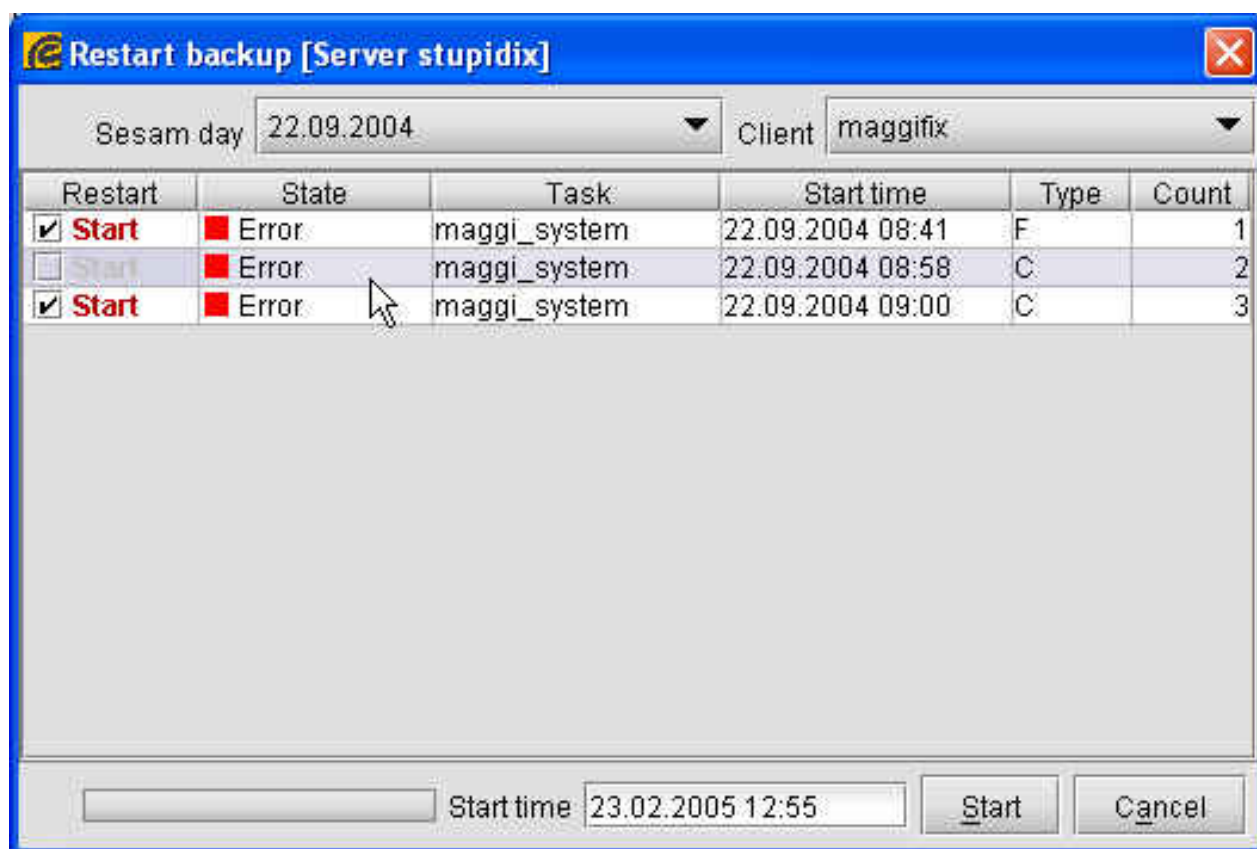 Restart backup [Server stupidix]
Sesam day 22.09.2004 Client maggifix
Restart State Task Start time Type Count
Start Error maggi_system 22.09.2004 08:41 F 1
Start Error maggi_system 22.09.2004 08:58 C 2
Start Error maggi_system 22.09.2004 09:00 C 3
Start time 23.02.2005 12:55 Start Cancel